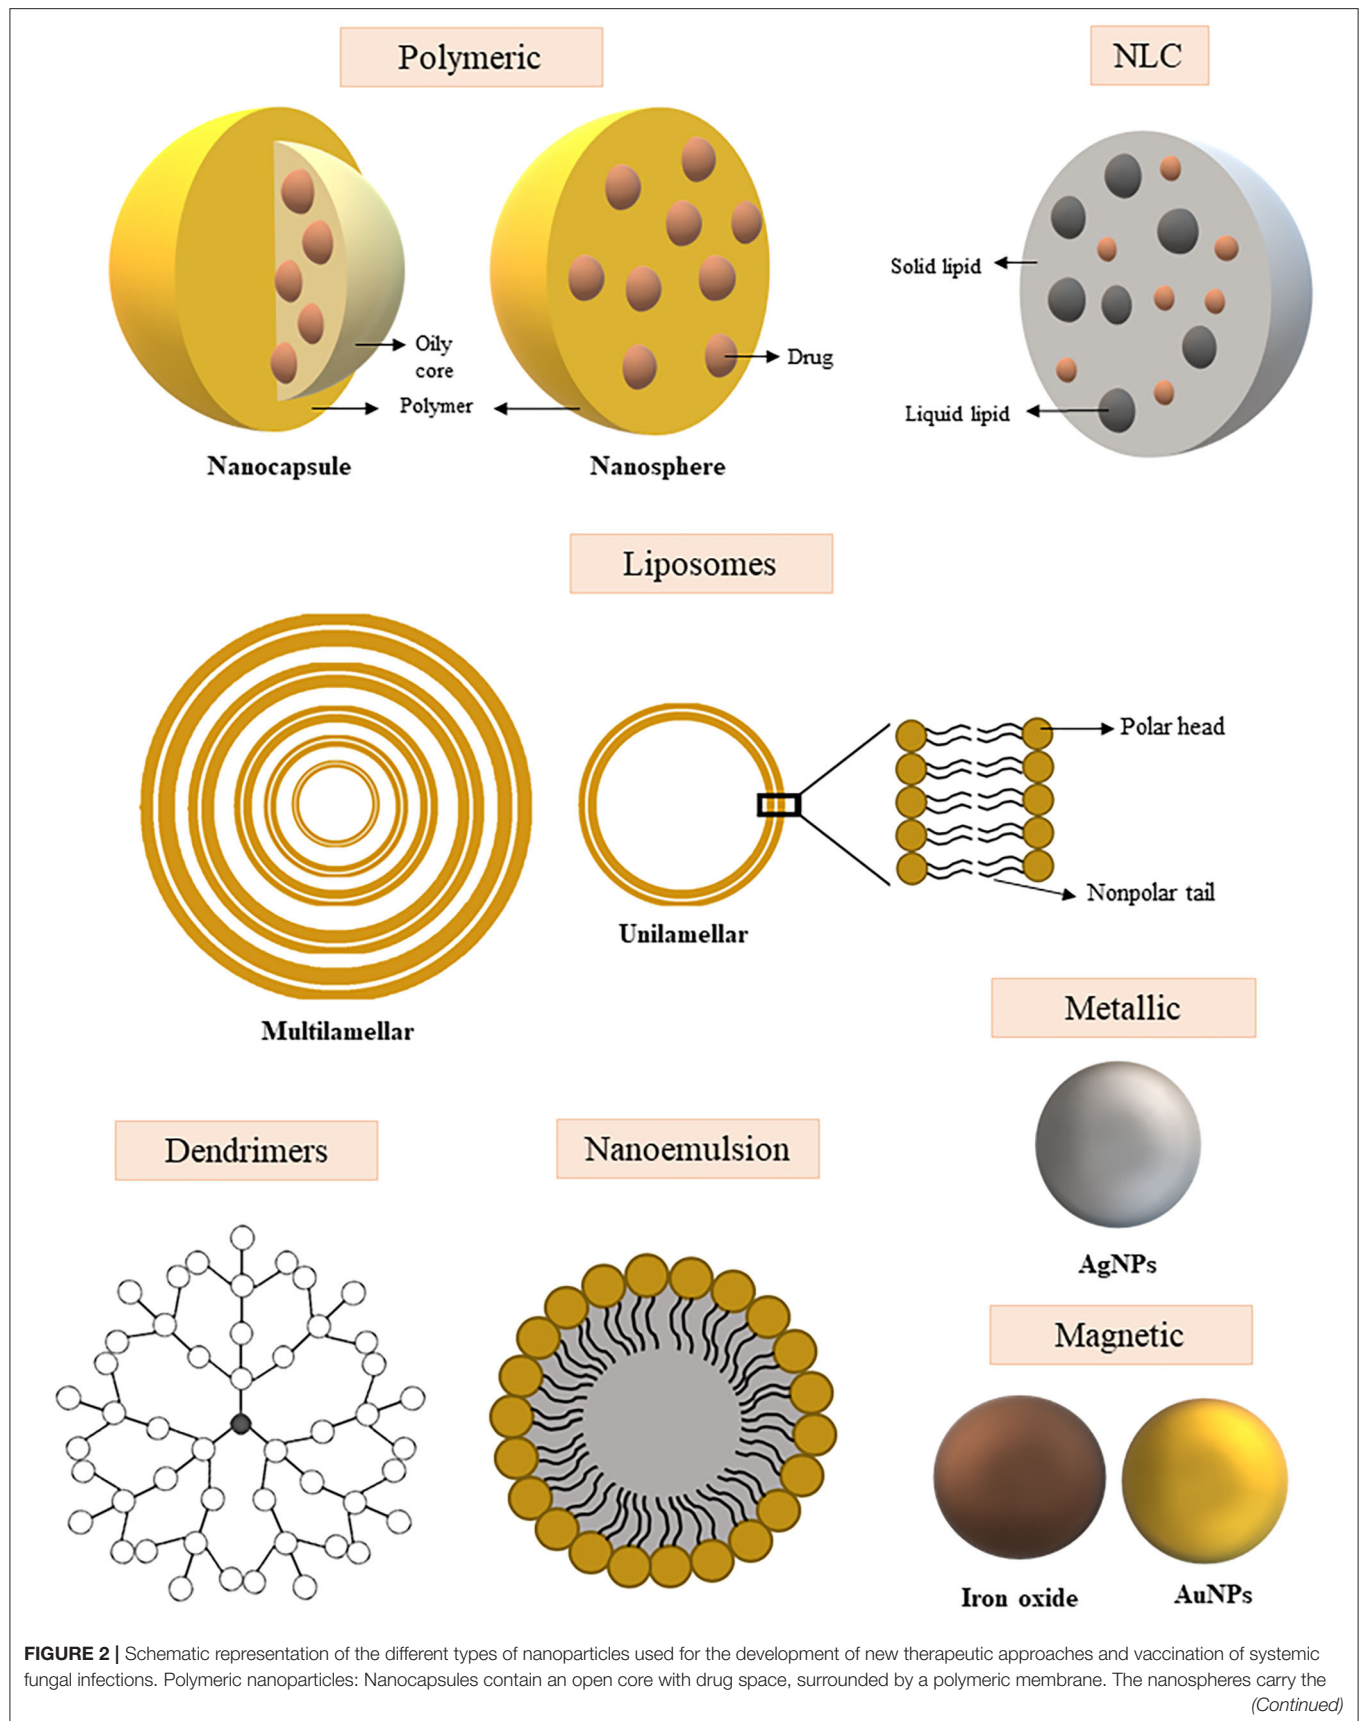 Polymeric
NLC
Solid lipid
Oily
core
Drug
Polymer
Liquid lipid
Nanocapsule
Nanosphere
Liposomes
Polar head
Nonpolar tail
Unilamellar
Multilamellar
Metallic
AgNPs
Dendrimers
Nanoemulsion
Magnetic
Iron oxide
AuNPs
FIGURE 2 | Schematic representation of the different types of nanoparticles used for the development of new therapeutic approaches and vaccination of systemic
fungal infections. Polymeric nanoparticles: Nanocapsules contain an open core with drug space, surrounded by a polymeric membrane. The nanospheres carry the
(Continued)